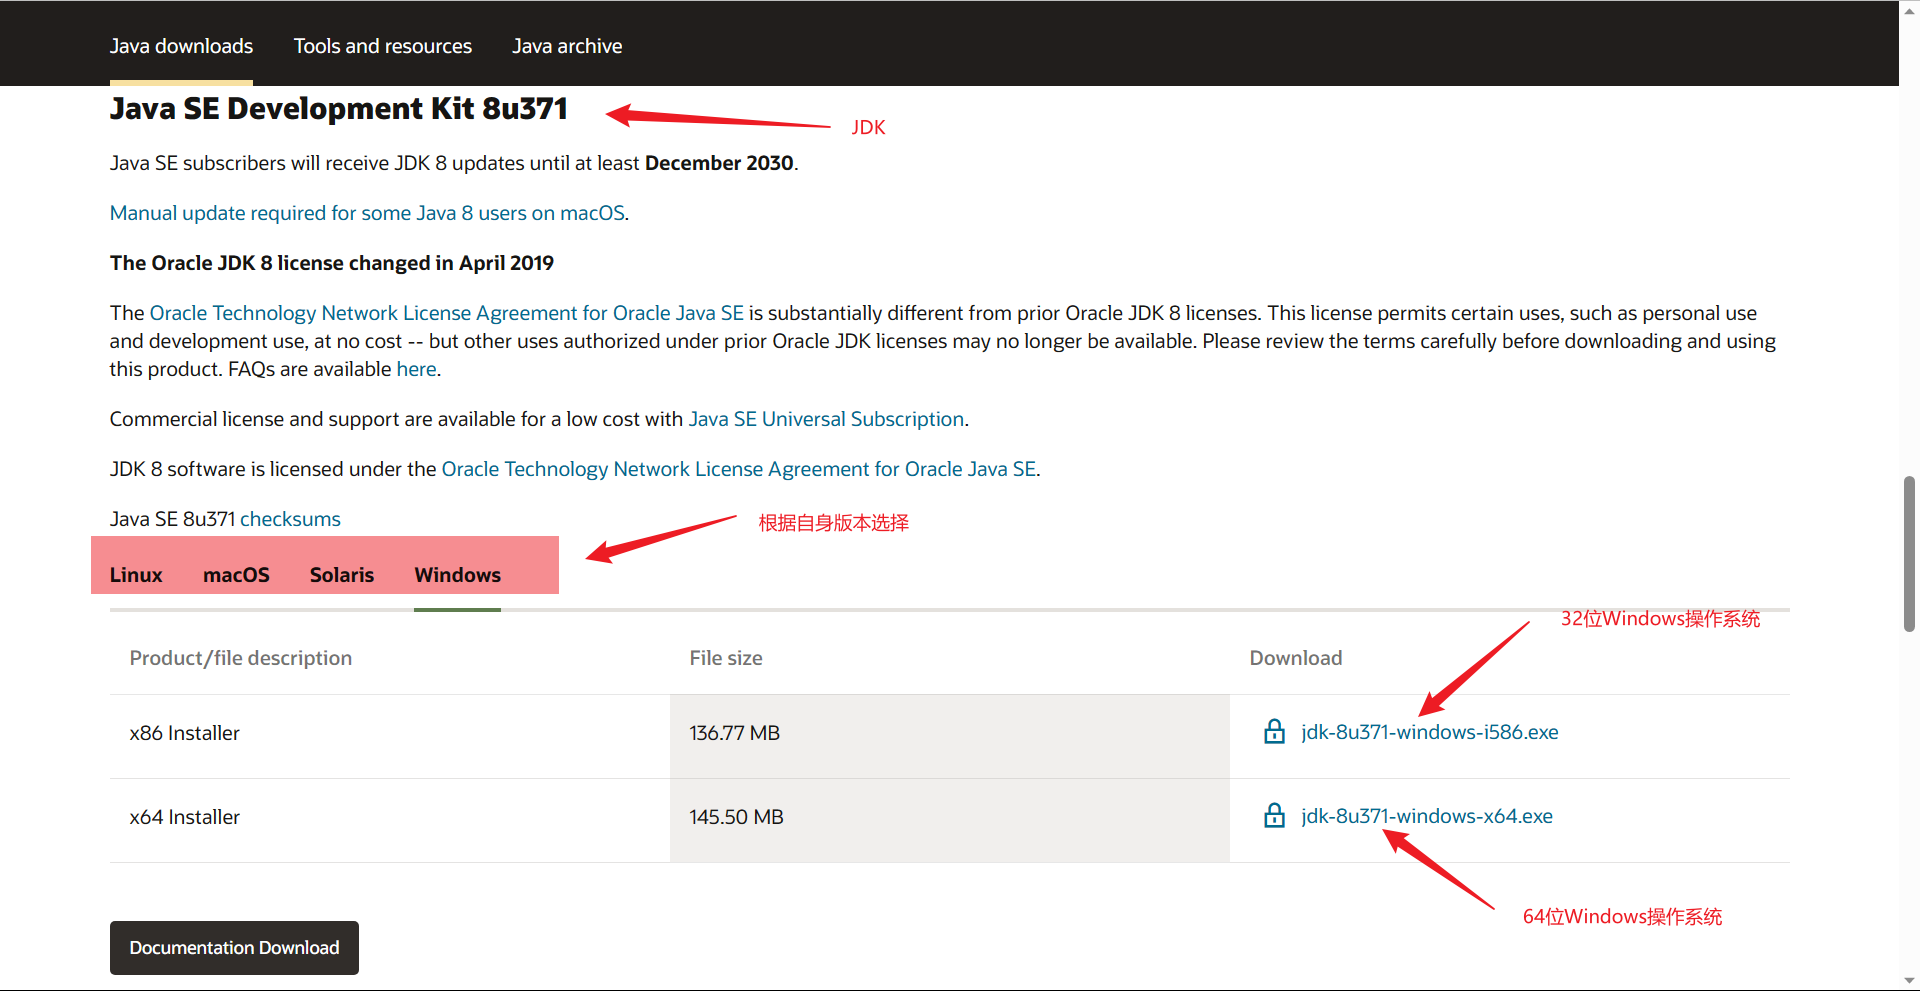 Java downloads Tools and resources Java archive
Java SE Development Kit 8u371
JDK
Java SE subscribers will receive JDK 8 updates until at least December 2030.
Manual update required for some Java 8 users on macOS.
The Oracle JDK 8 license changed in April 2019
The Oracle Technology Network License Agreement for Oracle Java SE is substantially different from prior Oracle JDK 8 licenses. This license permits certain uses, such as personal use
and development use, at no cost -- but other uses authorized under prior Oracle JDK licenses may no longer be available. Please review the terms carefully before downloading and using
this product. FAQs are available here.
Commercial license and support are available for a low cost with Java SE Universal Subscription.
JDK 8 software is licensed under the Oracle Technology Network License Agreement for Oracle Java SE.
Java SE 8u371 checksums
根据自身版本选择
Linux macOS Solaris Windows
32位Windows操作系统
Product/file description File size Download
x86 Installer 136.77 MB jdk-8u371-windows-i586.exe
x64 Installer 145.50 MB jdk-8u371-windows-x64.exe
64位Windows操作系统
Documentation Download